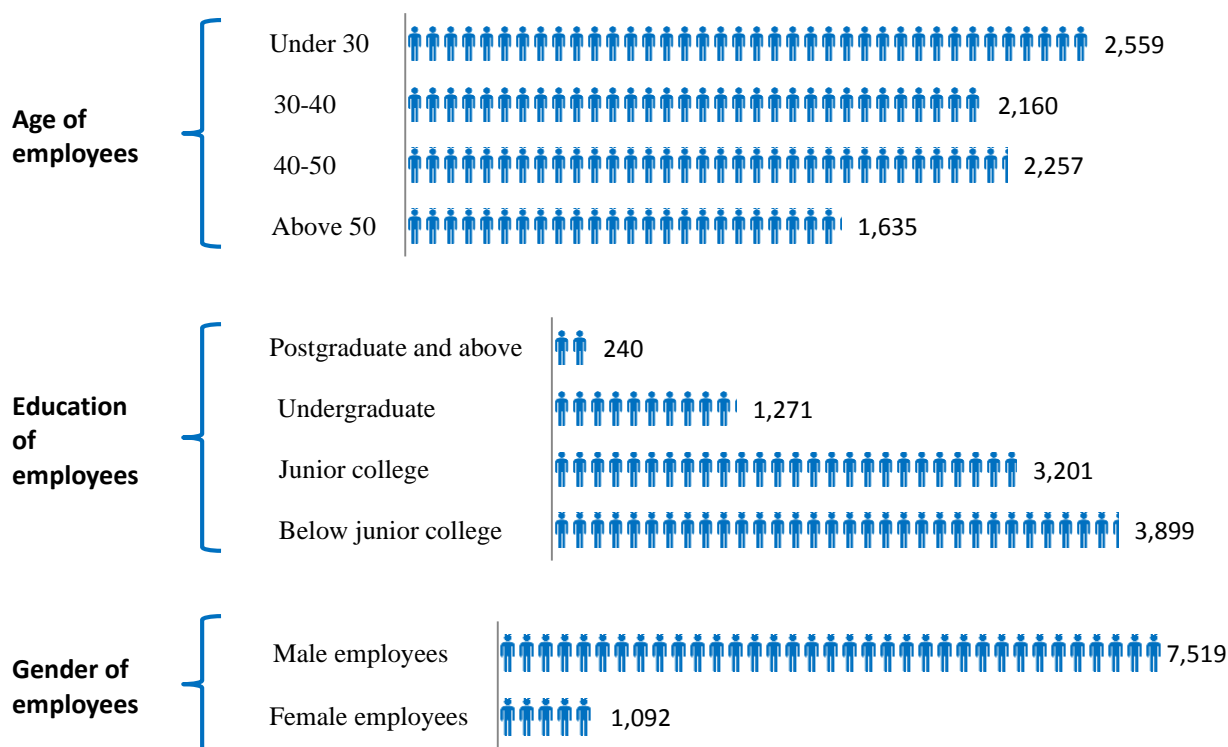 Age of
employees
Under 30 2,559
30-40 2,160
40-50 2,257
Above 50 1,635
Education
of
employees
Postgraduate and above 240
Undergraduate 1,271
Junior college 3,201
Below junior college 3,899
Gender of
employees
Male employees 7,519
Female employees 1,092